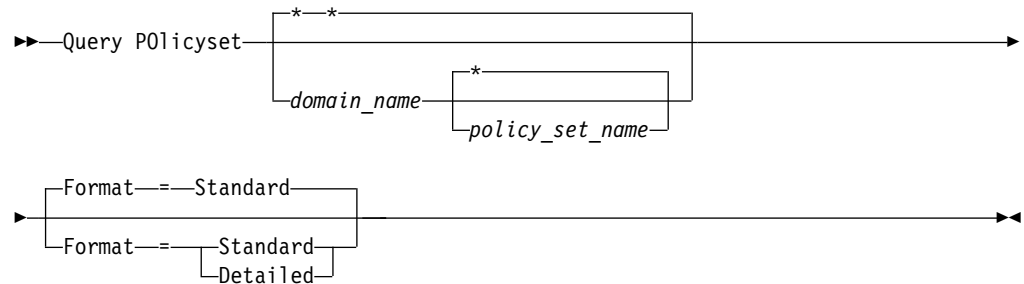 * *
Query POlicyset
*
domain_name
policy_set_name
Format = Standard
Format = Standard
Detailed